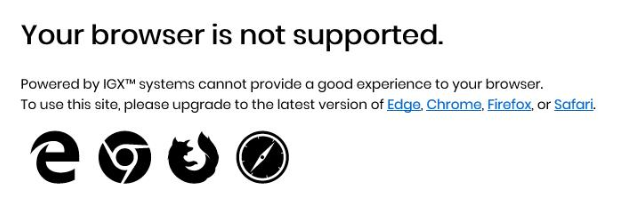 Your browser is not supported.
Powered by IGX™ systems cannot provide a good experience to your browser.
To use this site, please upgrade to the latest version of Edge, Chrome, Firefox, or Safari.